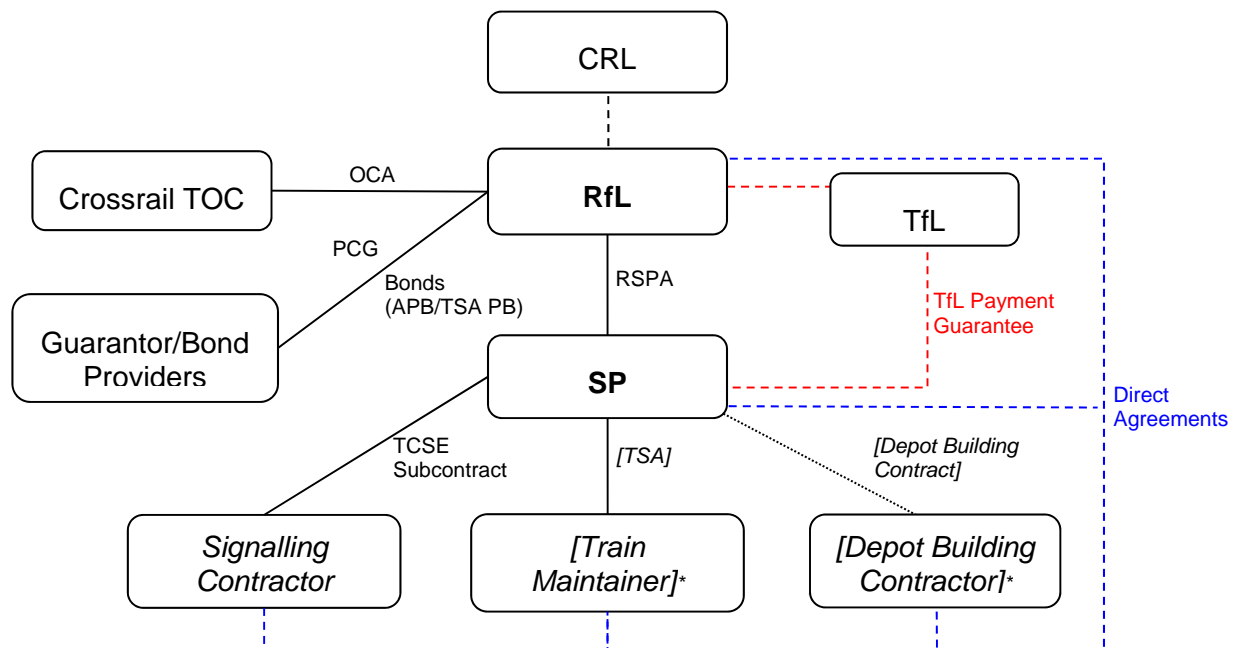 CRL
OCA
Crossrail TOC
RfL
TfL
PCG
Bonds
(APB/TSA PB)
RSPA
TfL Payment
Guarantee
Guarantor/Bond
Providers
SP
Direct
Agreements
TCSE
Subcontract
[TSA]
[Depot Building
Contract]
Signalling
Contractor
[Train
Maintainer]*
[Depot Building
Contractor]*